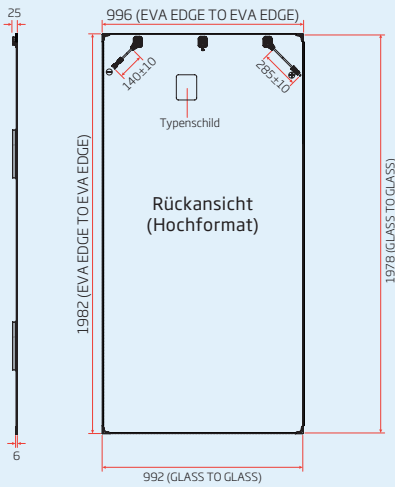 25
996 (EVA EDGE TO EVA EDGE)
140±10
285±10
Typenschild
1982 (EVA EDGE TO EVA EDGE)
Rückansicht
(Hochformat)
1978 (GLASS TO GLASS)
6
992 (GLASS TO GLASS)